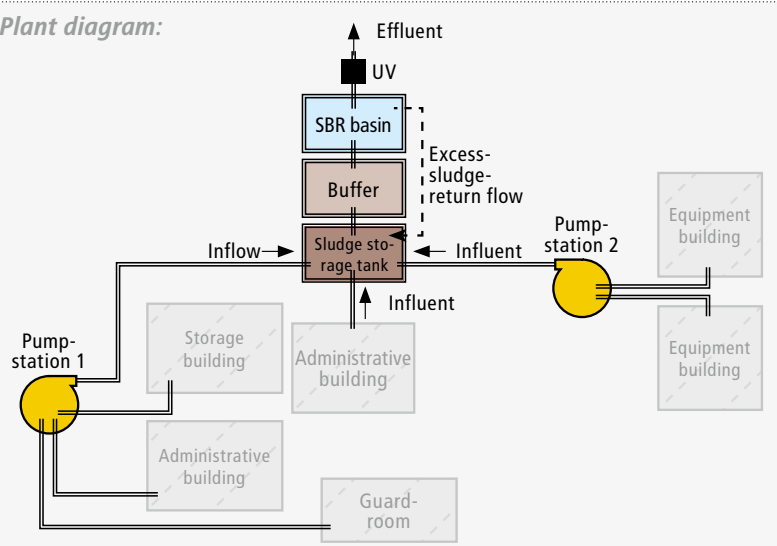 Plant diagram:
Effluent
UV
SBR basin
Excess-
sludge-
return flow
Buffer
Sludge sto-
rage tank
Inflow
Influent
Influent
Pump-
station 2
Equipment
building
Equipment
building
Pump-
station 1
Storage
building
Administrative
building
Administrative
building
Guard-
room